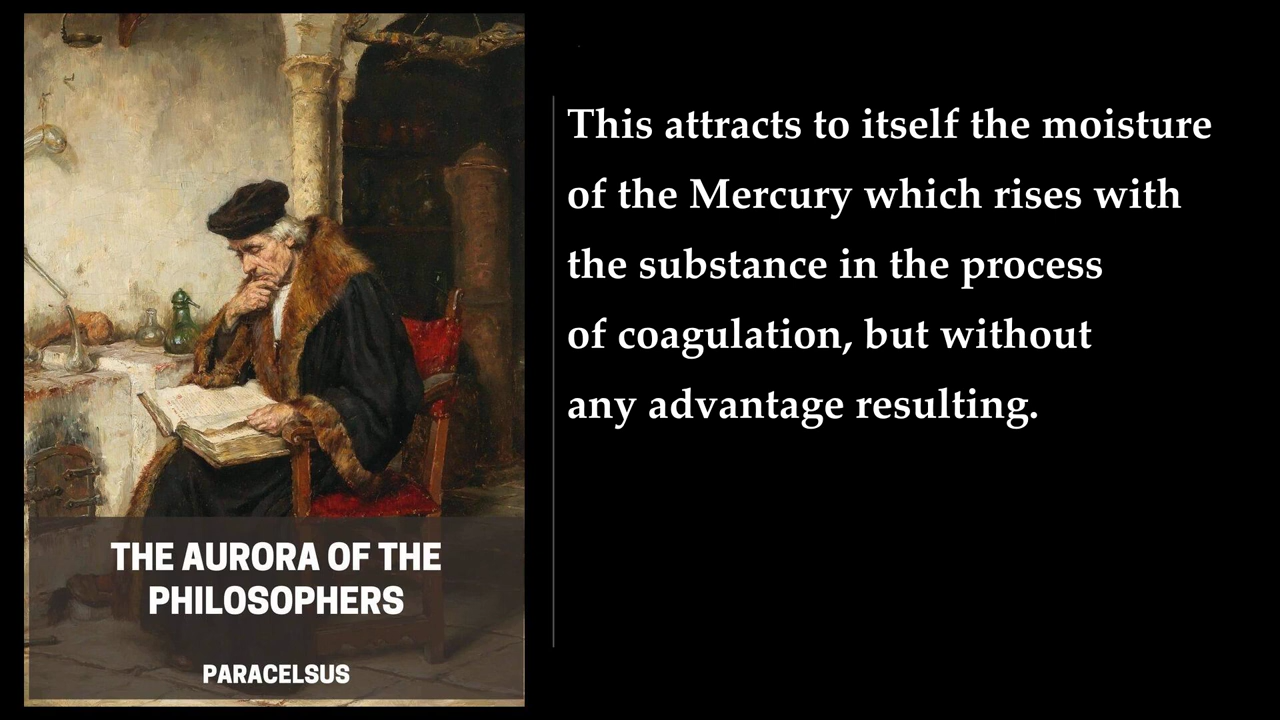 THE AURORA OF THE
PHILOSOPHERS
PARACELSUS
This attracts to itself the moisture
of the Mercury which rises with
the substance in the process
of coagulation, but without
any advantage resulting.